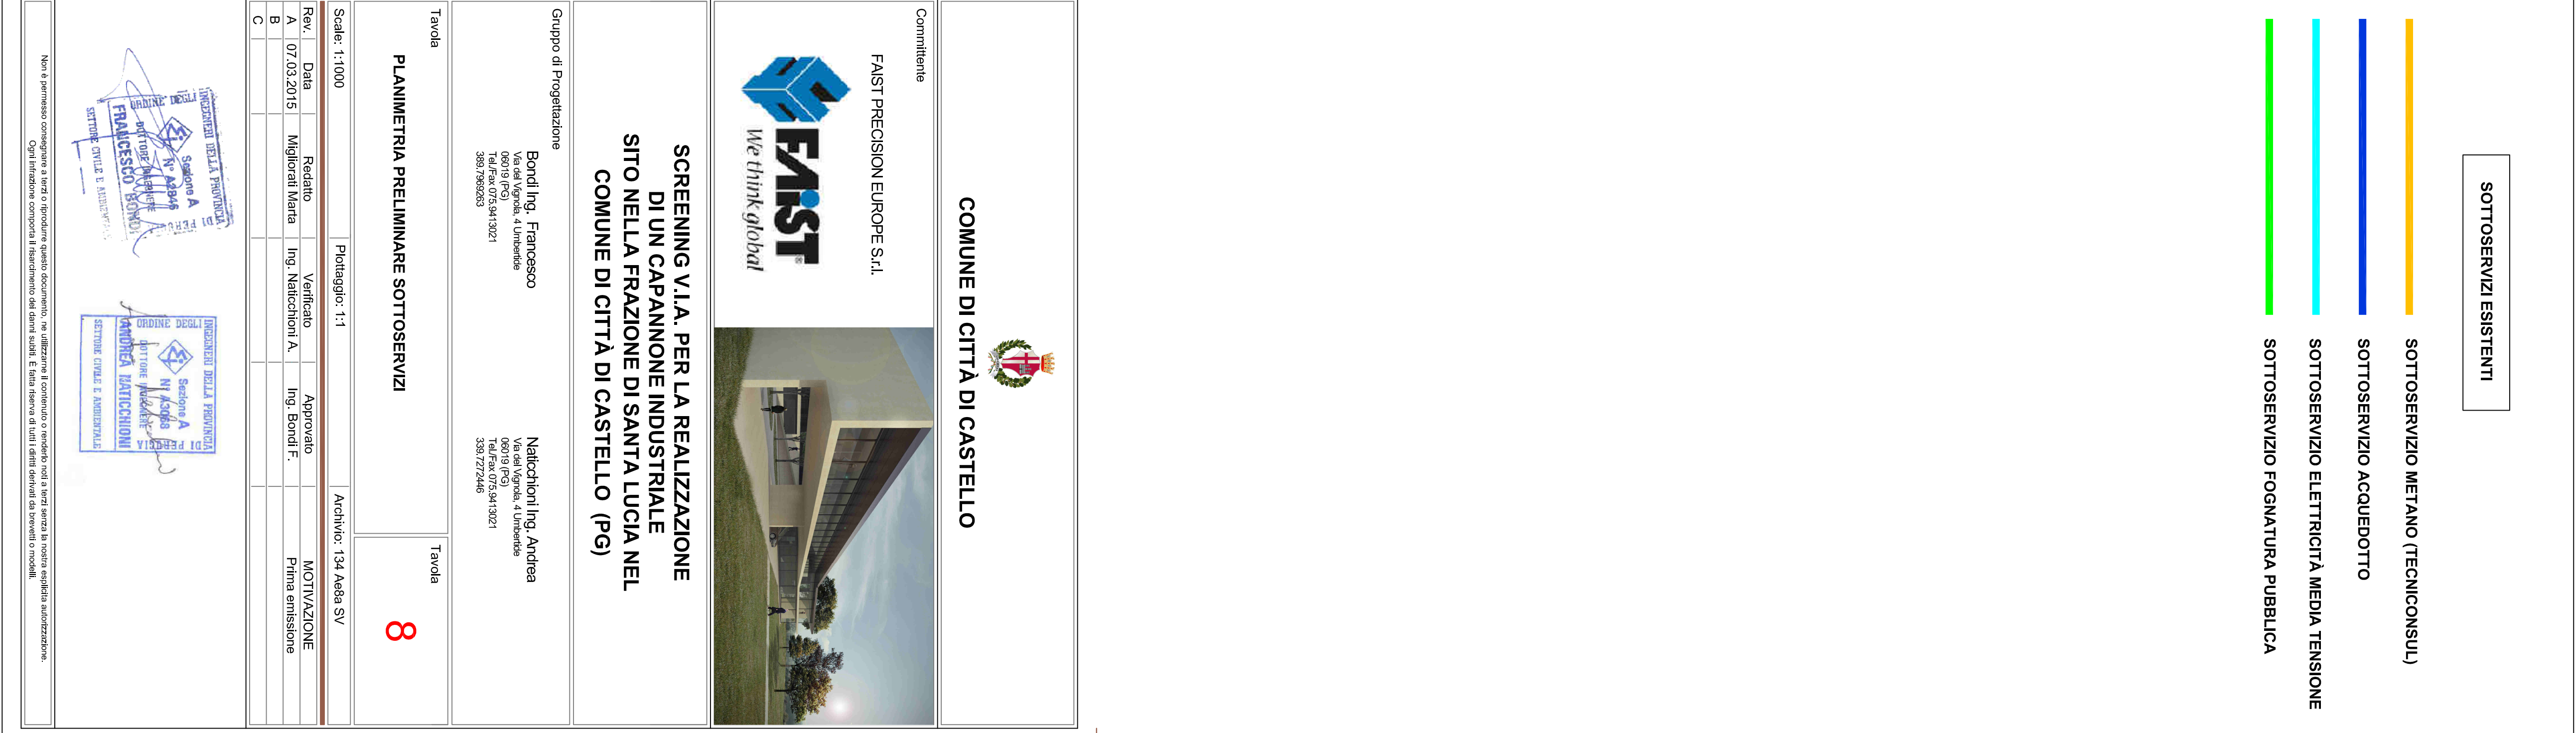 SOTTOSERVIZI ESISTENTI
SOTTOSERVIZIO METANO (TECNICONSUL)
SOTTOSERVIZIO ACQUEDOTTO
SOTTOSERVIZIO ELETTRICITÀ MEDIA TENSIONE
SOTTOSERVIZIO FOGNATURA PUBBLICA
COMUNE DI CITTÀ DI CASTELLO
Committente
FAIST PRECISION EUROPE S.r.l.
FAIST®
We think global
SCREENING V.I.A. PER LA REALIZZAZIONE
DI UN CAPANNONE INDUSTRIALE
SITO NELLA FRAZIONE DI SANTA LUCIA NEL
COMUNE DI CITTÀ DI CASTELLO (PG)
Gruppo di Progettazione
Bondi Ing. Francesco
Via del Vignola, 4 Umbertide
06019 (PG)
Tel./Fax 075.9413021
389.7969263
Naticchioni Ing. Andrea
Via del Vignola, 4 Umbertide
06019 (PG)
Tel./Fax 075.9413021
339.7272446
Tavola
PLANIMETRIA PRELIMINARE SOTTOSERVIZI
Tavola
8
Scale: 1:1000 Plottaggio: 1:1 Archivio: 134 Ae8a SV
Rev. Data Redatto Verificato Approvato MOTIVAZIONE
A 07.03.2015 Migliorati Marta Ing. Naticchioni A. Ing. Bondi F. Prima emissione
B
C
INGEGNERI DELLA PROVINCIA
DI PERUGIA
ORDINE DEGLI
Sezione A
N° A2846
DOTTORE INGEGNERE
FRANCESCO BONDI
SETTORE CIVILE E AMBIENTALE
INGEGNERI DELLA PROVINCIA
DI PERUGIA
ORDINE DEGLI
Sezione A
N° A3068
DOTTORE INGEGNERE
ANDREA NATICCHIONI
SETTORE CIVILE E AMBIENTALE
Non è permesso consegnare a terzi o riprodurre questo documento, ne utilizzarne il contenuto o renderlo noti a terzi senza la nostra esplicita autorizzazione.
Ogni infrazione comporta il risarcimento dei danni subiti. È fatta riserva di tutti i diritti derivati da brevetti o modelli.